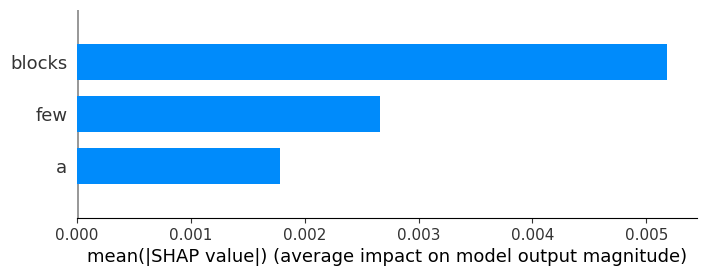 blocks
few
a
0.000 0.001 0.002 0.003 0.004 0.005
mean(|SHAP value|) (average impact on model output magnitude)